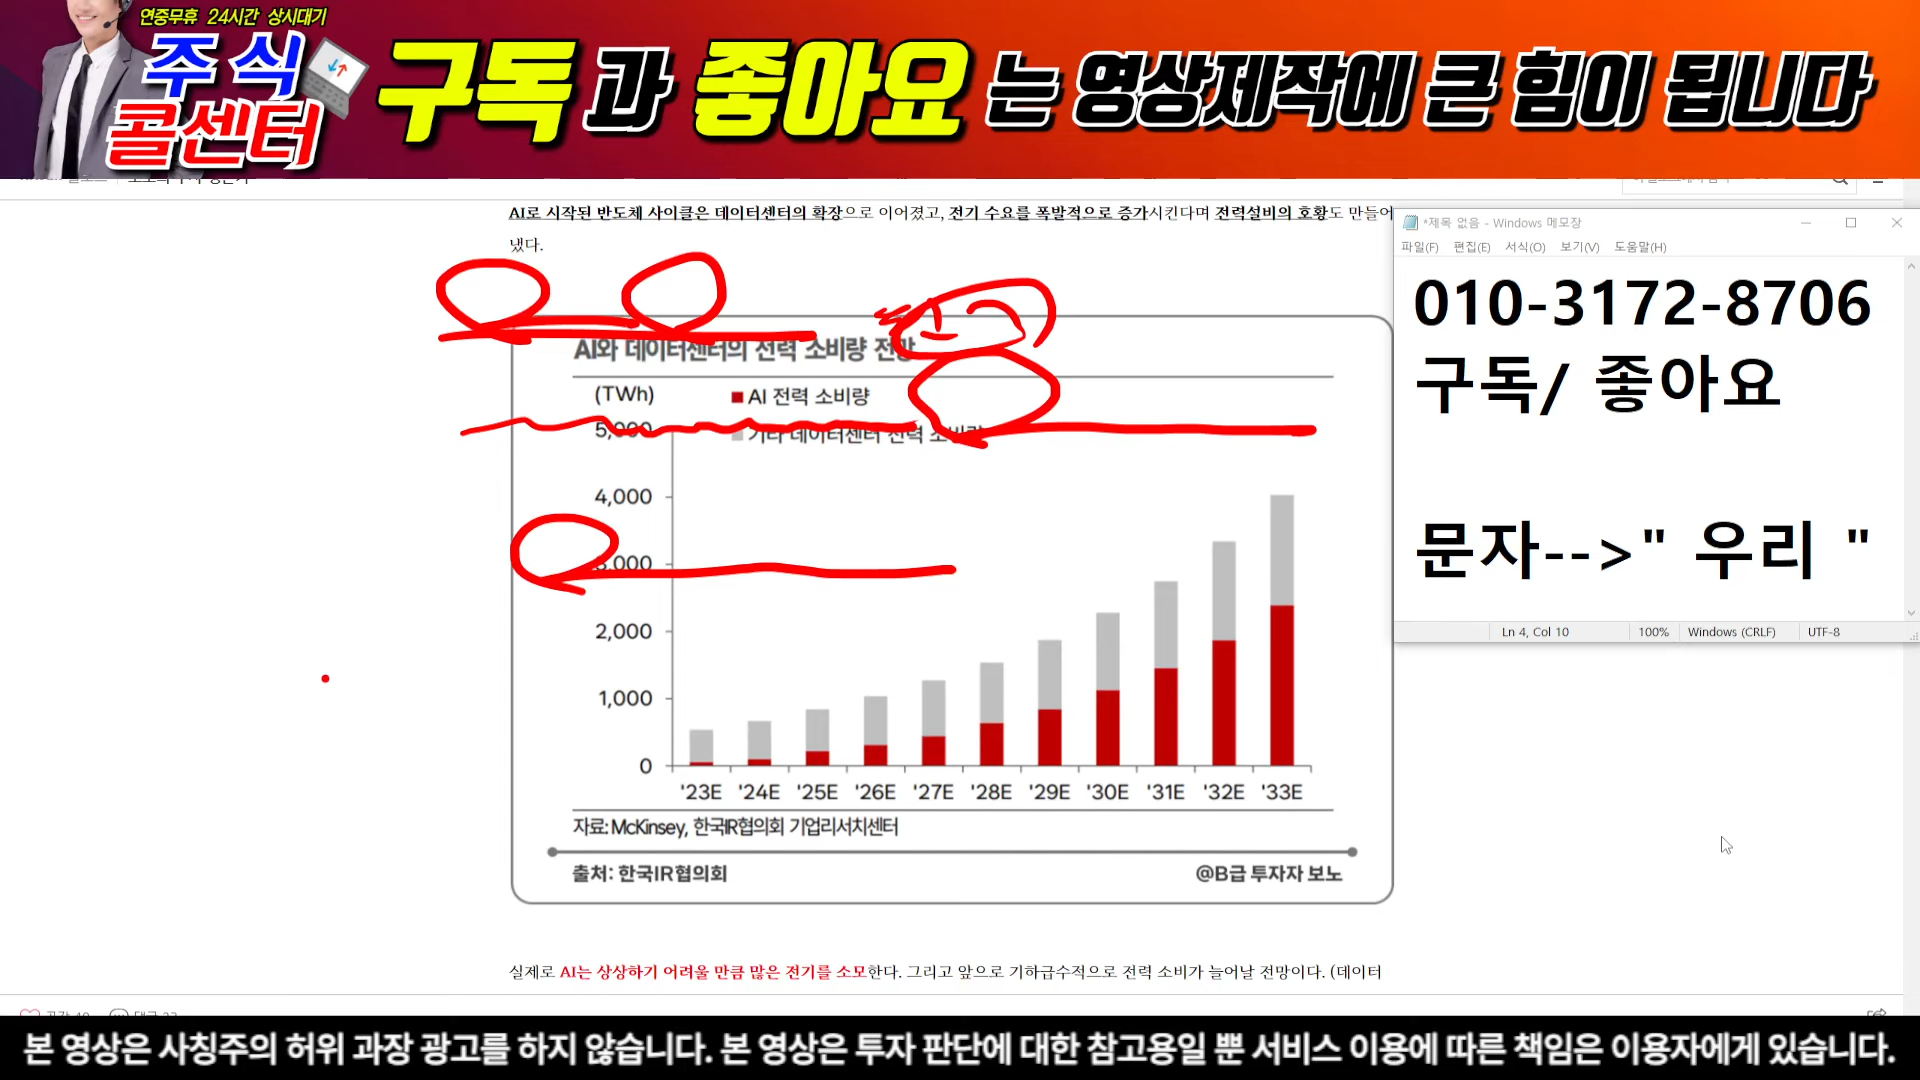 연중무휴 24시간 상시대기
주식
콜센터
구독과 좋아요는 영상제작에 큰 힘이 됩니다
AI로 시작된 반도체 사이클은 데이터센터의 확장으로 이어졌고, 전기 수요를 폭발적으로 증가시킨다며 전력설비의 호황도 만들어
냈다.
AI와 데이터센터의 전력 소비량 전망
(TWh)
AI 전력 소비량
기타 데이터센터 전력 소비량
5,000
4,000
3,000
2,000
1,000
0
'23E '24E '25E '26E '27E '28E '29E '30E '31E '32E '33E
자료: McKinsey, 한국IR협의회 기업리서치센터
출처: 한국IR협의회
@B급 투자자 보노
실제로 AI는 상상하기 어려울 만큼 많은 전기를 소모한다. 그리고 앞으로 기하급수적으로 전력 소비가 늘어날 전망이다. (데이터
*제목 없음 - Windows 메모장
파일(F) 편집(E) 서식(O) 보기(V) 도움말(H)
010-3172-8706
구독/ 좋아요
문자-->" 우리 "
Ln 4, Col 10 100% Windows (CRLF) UTF-8
본 영상은 사칭주의 허위 과장 광고를 하지 않습니다. 본 영상은 투자 판단에 대한 참고용일 뿐 서비스 이용에 따른 책임은 이용자에게 있습니다.